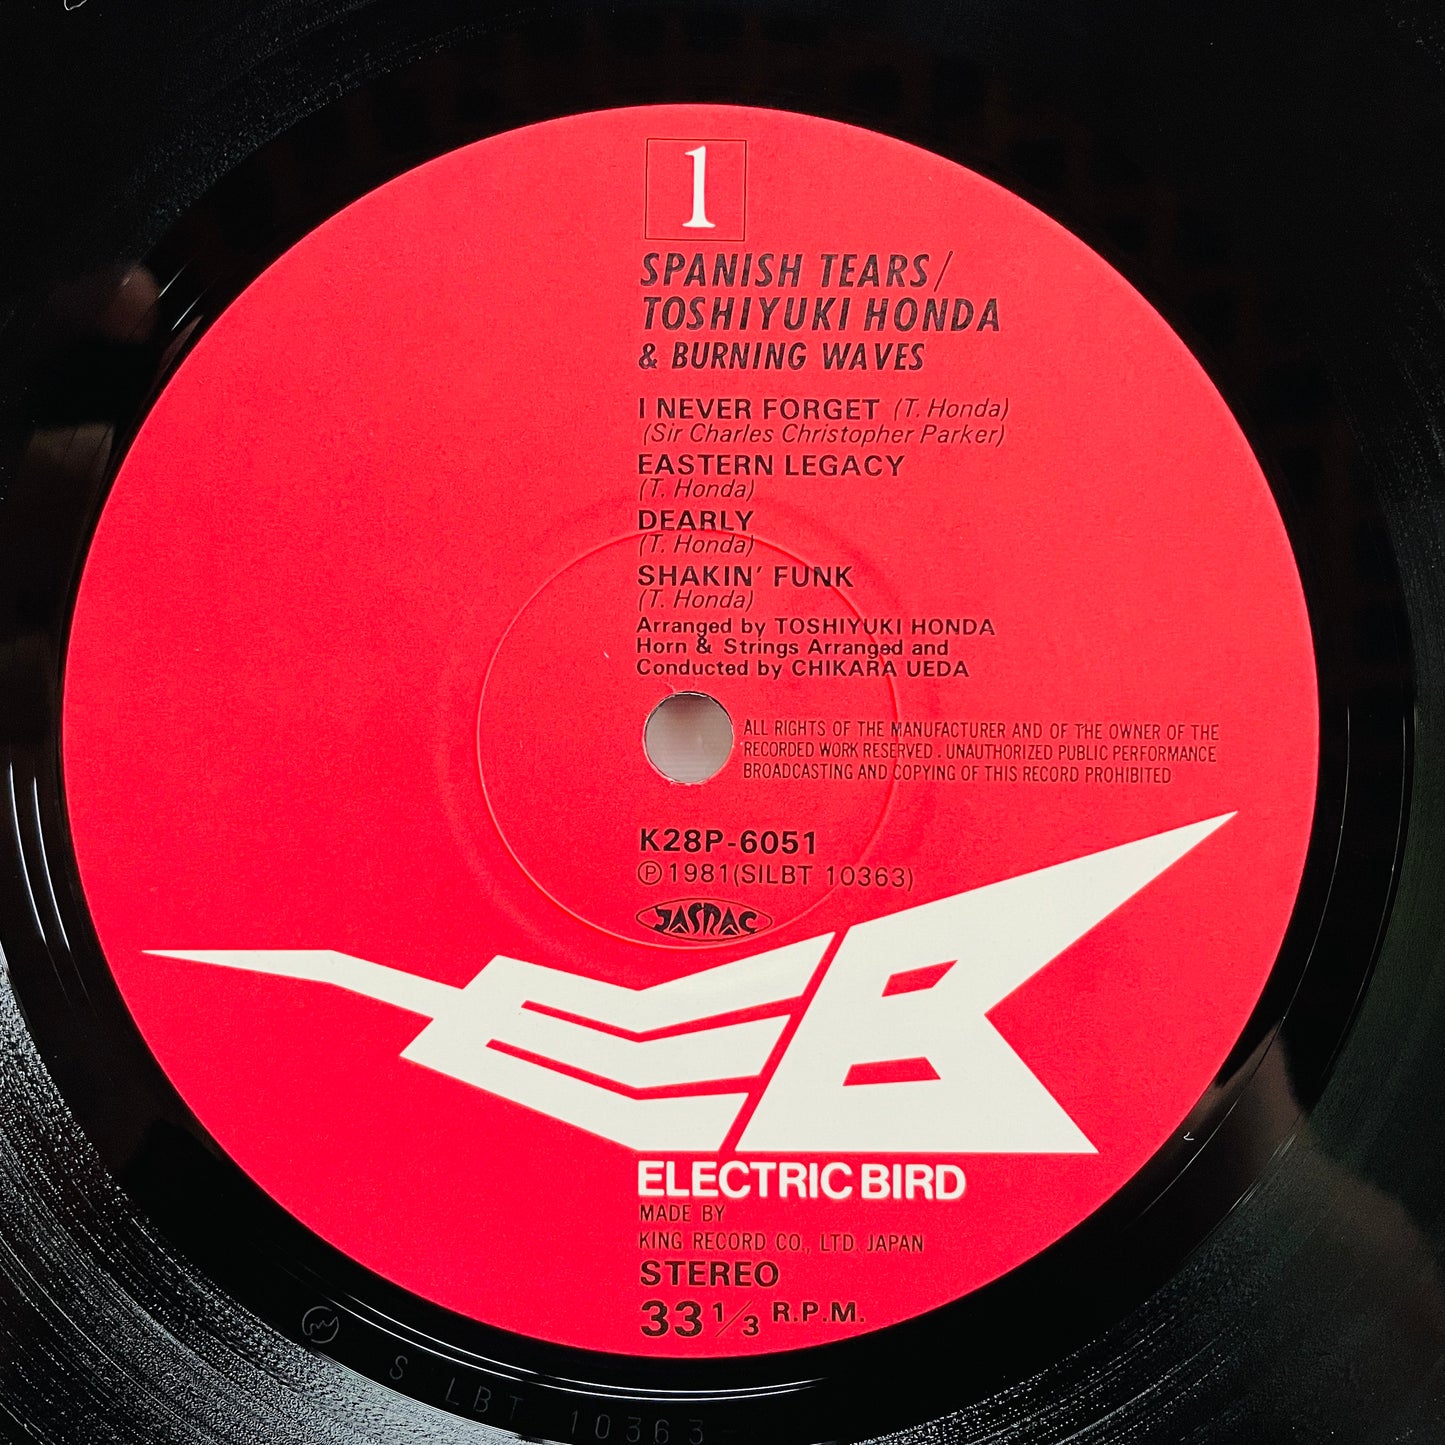 1
SPANISH TEARS/
TOSHIYUKI HONDA
& BURNING WAVES
I NEVER FORGET (T. Honda)
(Sir Charles Christopher Parker)
EASTERN LEGACY
(T. Honda)
DEARLY
(T. Honda)
SHAKIN' FUNK
(T. Honda)
Arranged by TOSHIYUKI HONDA
Horn & Strings Arranged and
Conducted by CHIKARA UEDA
ALL RIGHTS OF THE MANUFACTURER AND OF THE OWNER OF THE
RECORDED WORK RESERVED. UNAUTHORIZED PUBLIC PERFORMANCE
BROADCASTING AND COPYING OF THIS RECORD PROHIBITED
K28P-6051
℗1981(SILBT 10363)
JASRAC
EB
ELECTRIC BIRD
MADE BY
KING RECORD CO., LTD. JAPAN
STEREO
33 1/3 R.P.M.
SILBT 10363-